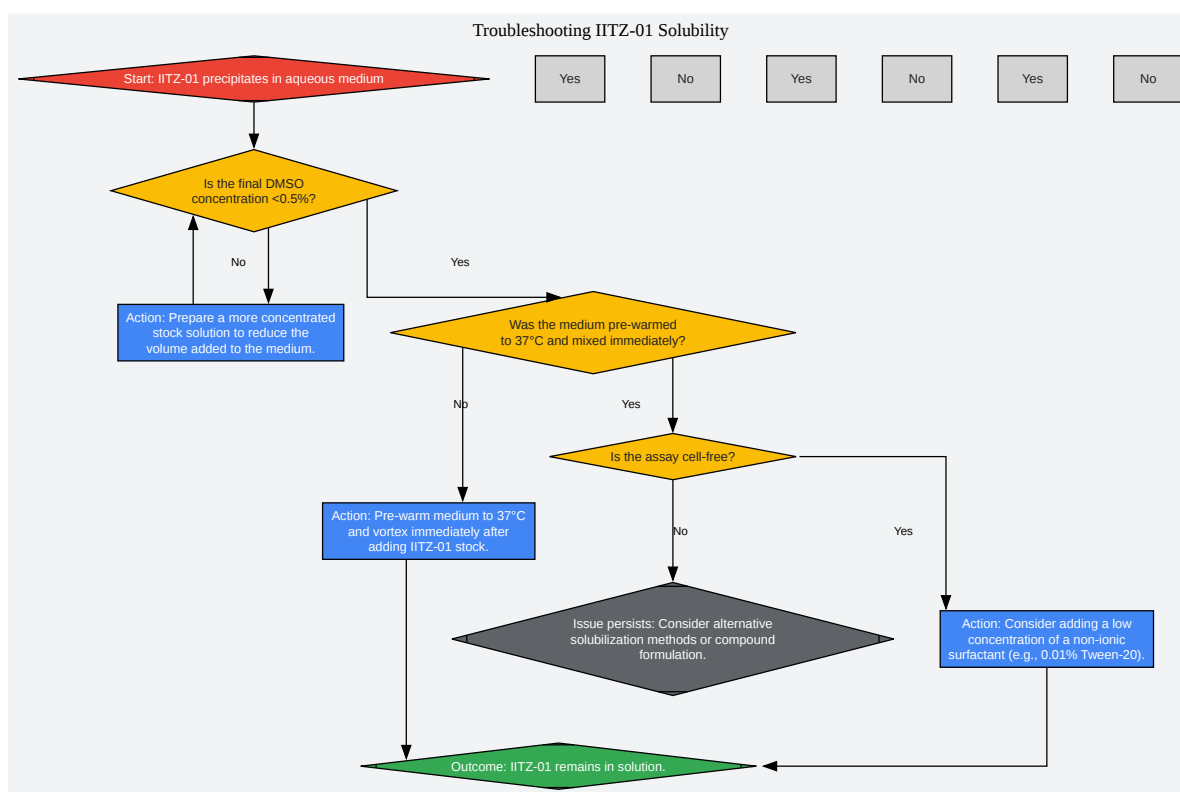 Troubleshooting IITZ-01 Solubility
Start: IITZ-01 precipitates in aqueous medium
Yes
No
Yes
No
Yes
No
Is the final DMSO
concentration <0.5%?
No
Yes
Action: Prepare a more concentrated
stock solution to reduce the
volume added to the medium.
Was the medium pre-warmed
to 37°C and mixed immediately?
No
Yes
Is the assay cell-free?
Action: Pre-warm medium to 37°C
and vortex immediately after
adding IITZ-01 stock.
No
Yes
Issue persists: Consider alternative
solubilization methods or compound
formulation.
Action: Consider adding a low
concentration of a non-ionic
surfactant (e.g., 0.01% Tween-20).
Outcome: IITZ-01 remains in solution.